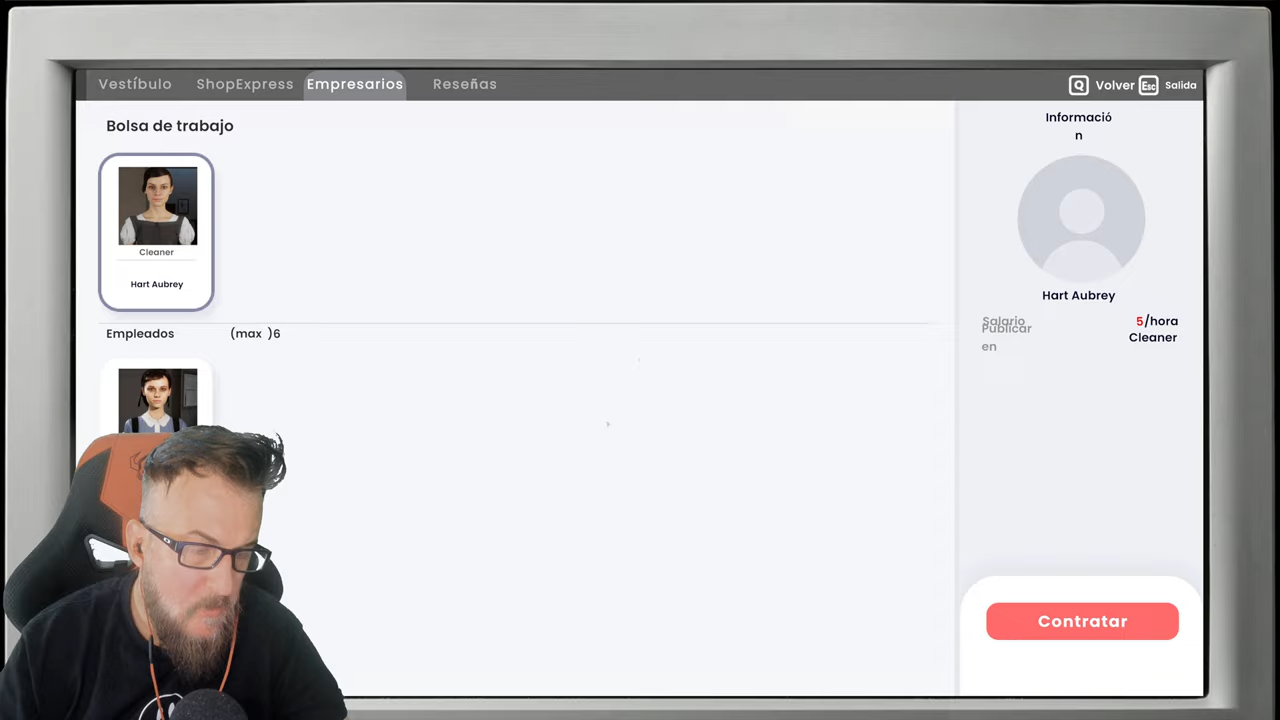 Vestíbulo ShopExpress Empresarios Reseñas Q Volver Esc Salida
Bolsa de trabajo
Cleaner
Hart Aubrey
Empleados (max )6
Informació
n
Hart Aubrey
Salario 5/hora
Publicar Cleaner
en
Contratar